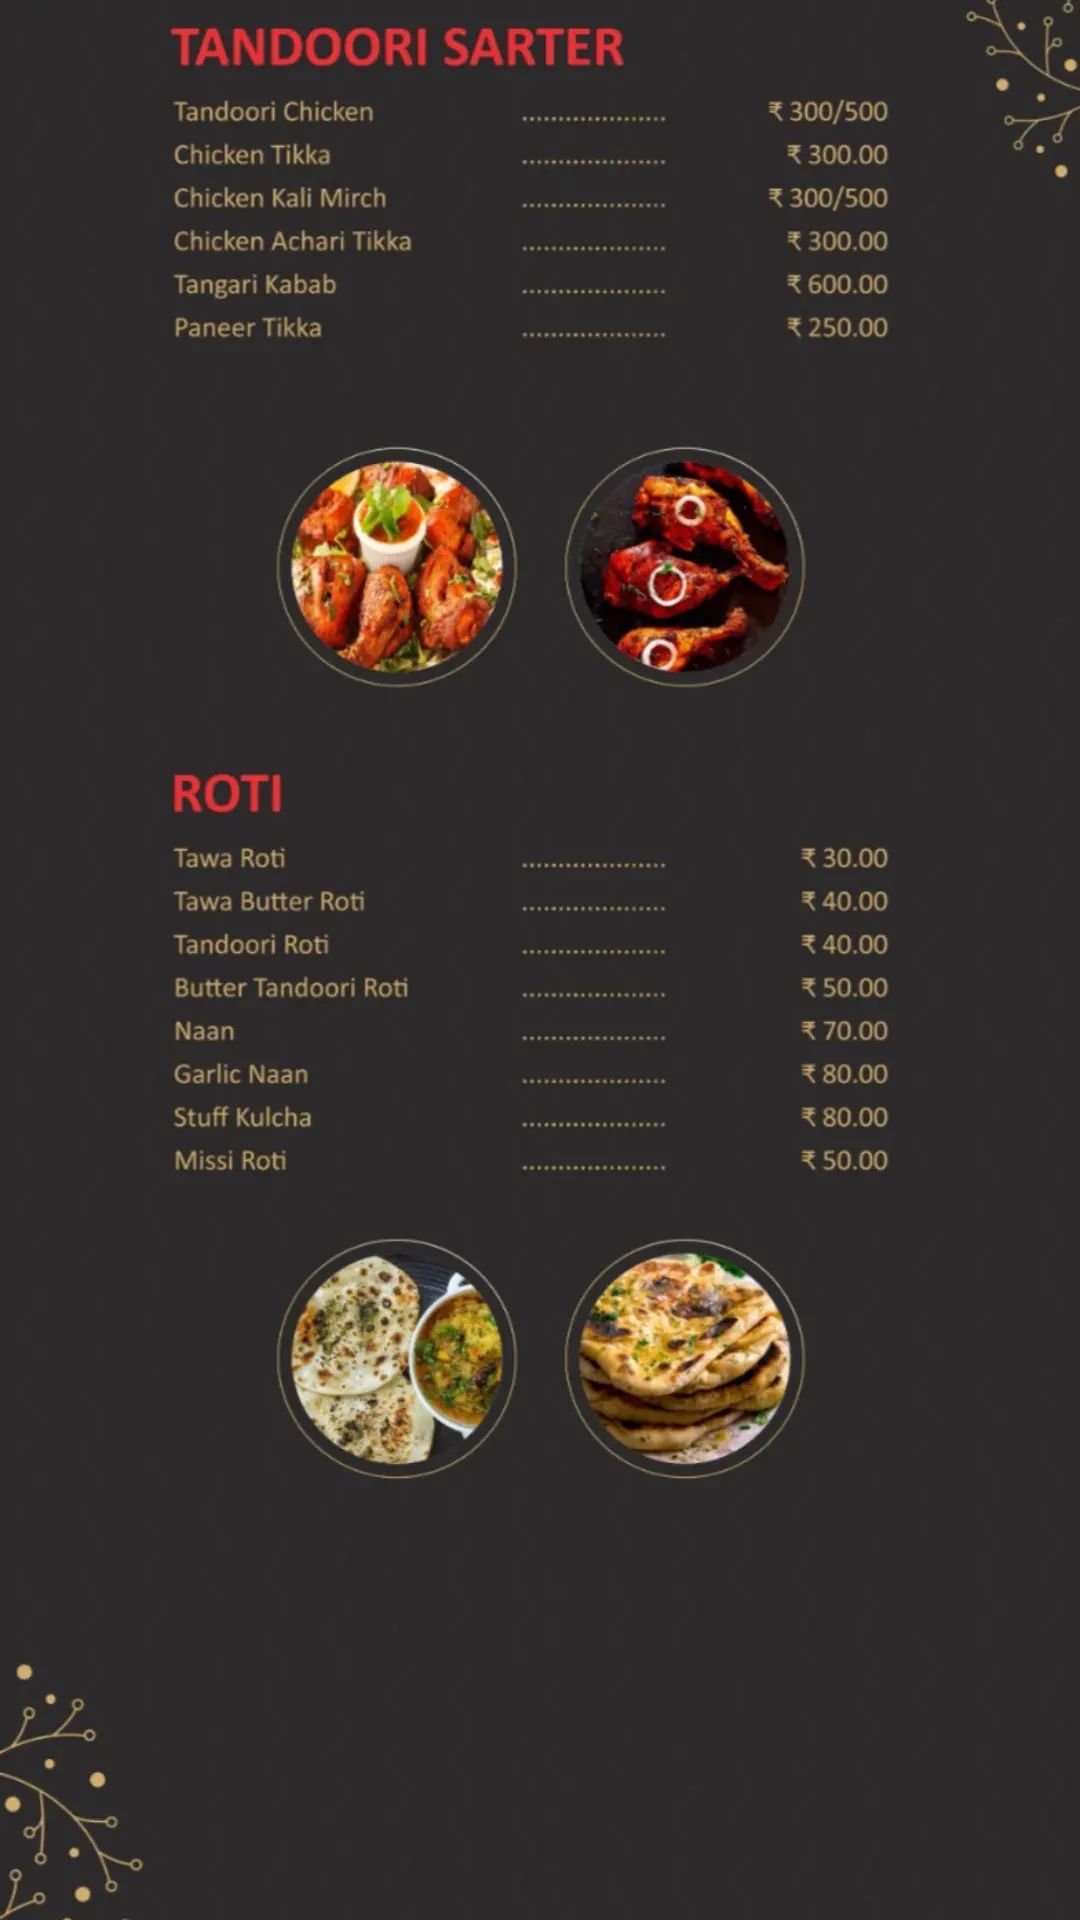 TANDOORI SARTER
Tandoori Chicken .................... ₹ 300/500
Chicken Tikka .................... ₹ 300.00
Chicken Kali Mirch .................... ₹ 300/500
Chicken Achari Tikka .................... ₹ 300.00
Tangari Kabab .................... ₹ 600.00
Paneer Tikka .................... ₹ 250.00
ROTI
Tawa Roti .................... ₹ 30.00
Tawa Butter Roti .................... ₹ 40.00
Tandoori Roti .................... ₹ 40.00
Butter Tandoori Roti .................... ₹ 50.00
Naan .................... ₹ 70.00
Garlic Naan .................... ₹ 80.00
Stuff Kulcha .................... ₹ 80.00
Missi Roti .................... ₹ 50.00